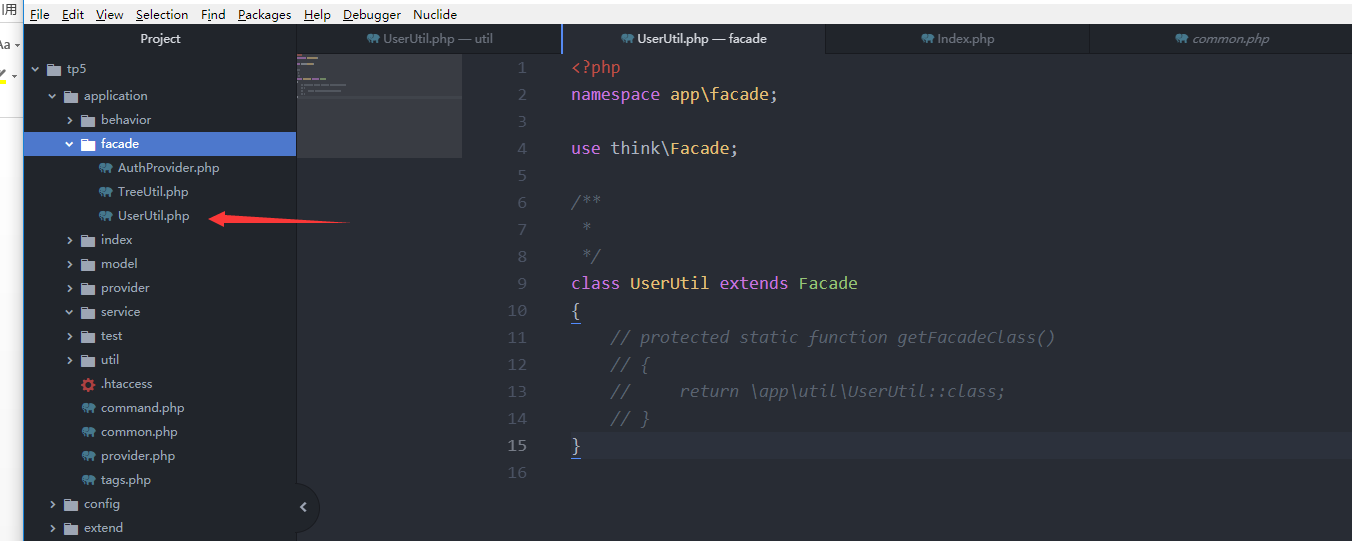 用
File Edit View Selection Find Packages Help Debugger Nuclide
Aa
Project
UserUtil.php — util
UserUtil.php — facade
Index.php
common.php
tp5
application
behavior
facade
AuthProvider.php
TreeUtil.php
UserUtil.php
index
model
provider
service
test
util
.htaccess
command.php
common.php
provider.php
tags.php
config
extend
1 <?php
2 namespace app\facade;
3
4 use think\Facade;
5
6 /**
7 *
8 */
9 class UserUtil extends Facade
10 {
11 // protected static function getFacadeClass()
12 // {
13 // return \app\util\UserUtil::class;
14 // }
15 }
16